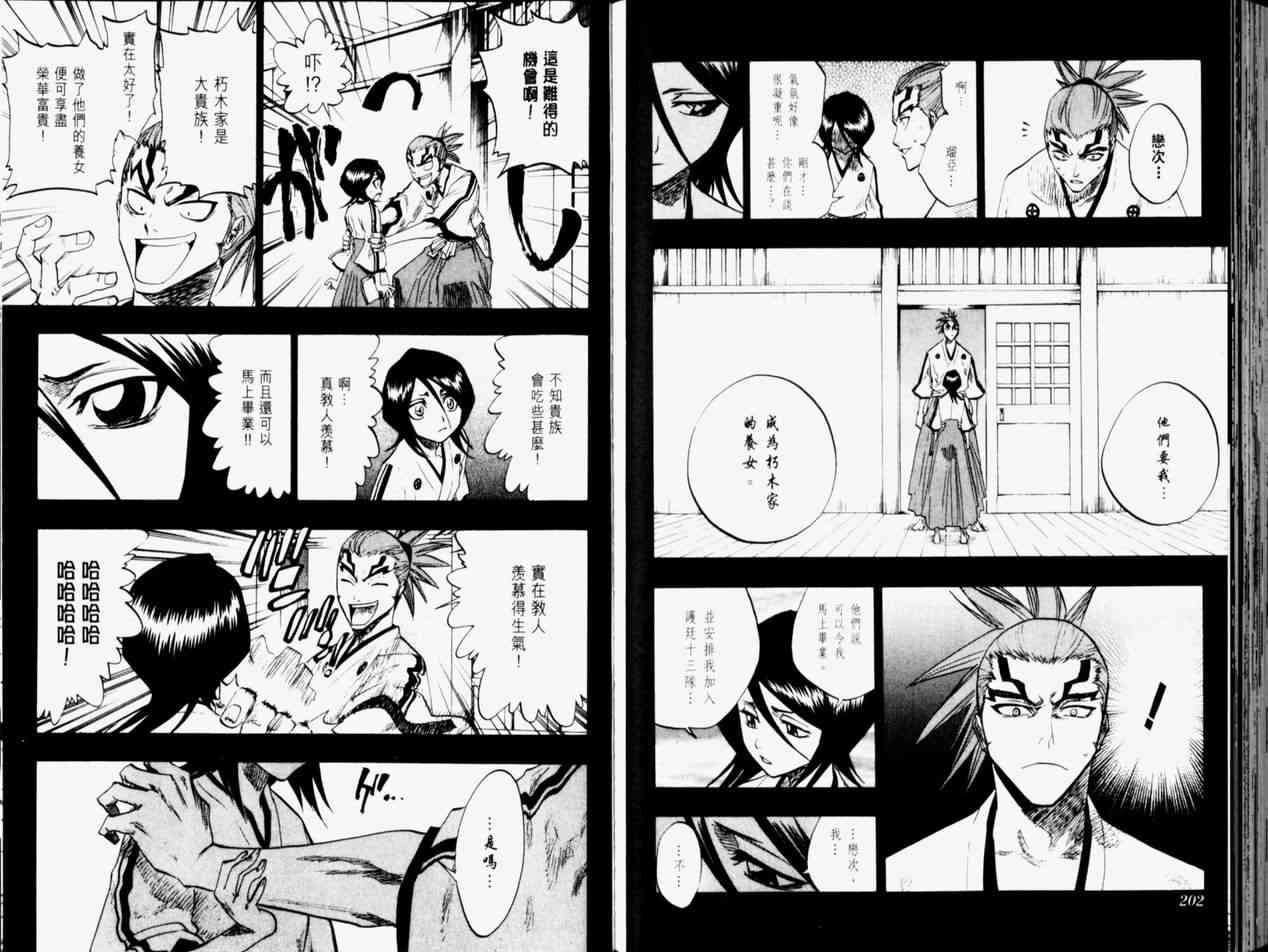 戀次…
啊…
瑠亞…
氣氛好像
很凝重呢…
剛才…
你們在談
甚麼…?
他們要我…
成為朽木家
的養女。
!
他們說
可以令我
馬上畢業。
並安排我加入
護廷十三隊…
…戀次,
我…
…不…
202
這是難得的
機會啊!
吓!?
朽木家是
大貴族!
實在太好了!
做了他們的養女
便可享盡
榮華富貴!
不知貴族
會吃些甚麼!
啊…
真教人羨慕!
而且還可以
馬上畢業!!
實在教人
羨慕得生氣!
哈哈哈哈
哈哈哈哈!
…是嗎…